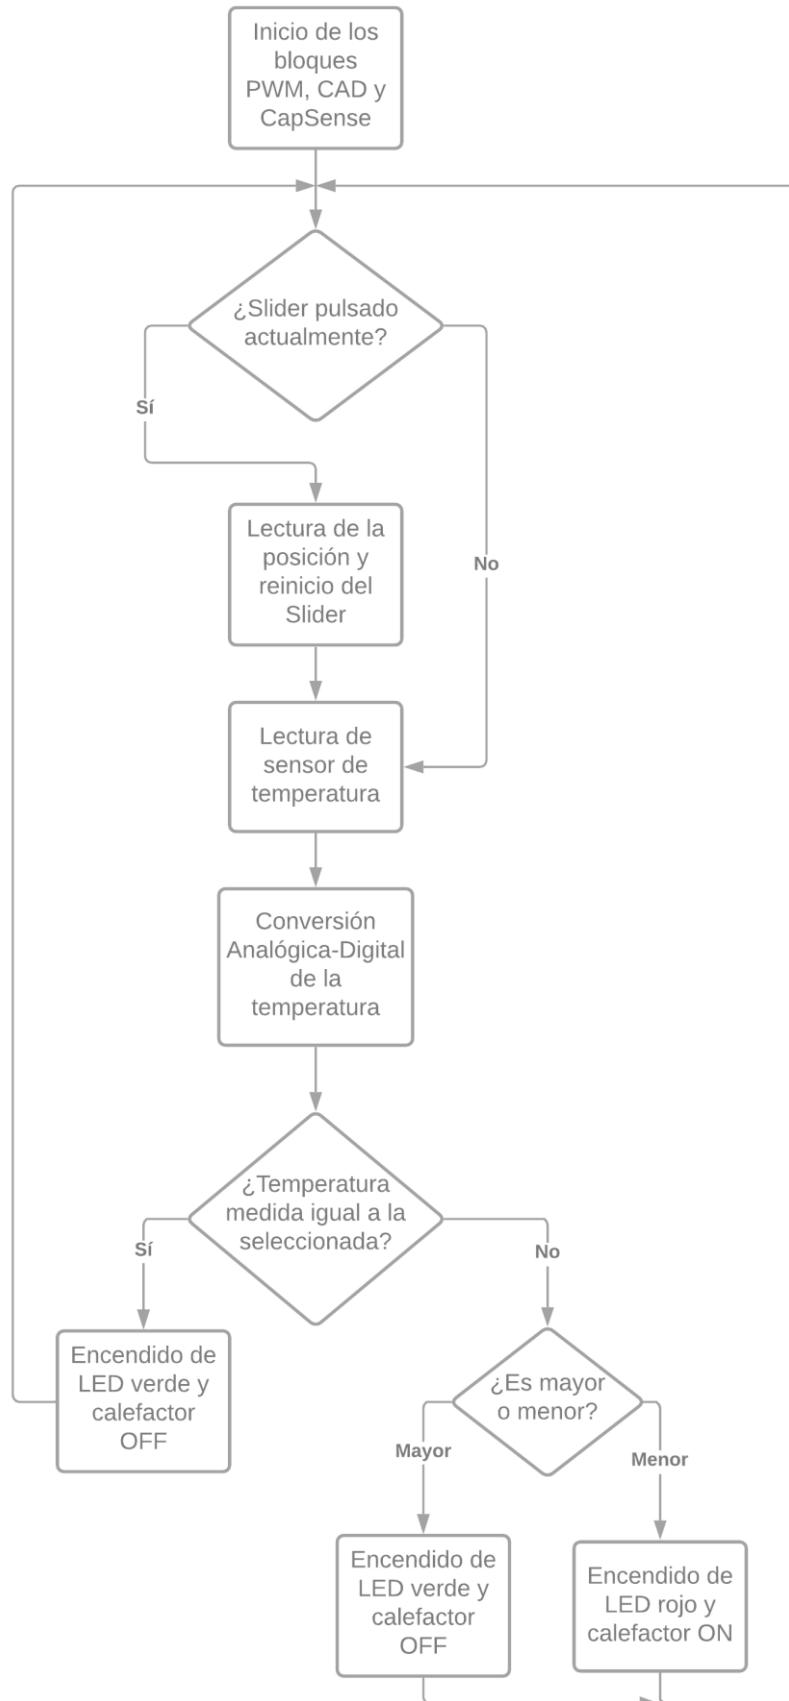 Inicio de los
bloques
PWM, CAD y
CapSense
¿Slider pulsado
actualmente?
Sí
No
Lectura de la
posición y
reinicio del
Slider
Lectura de
sensor de
temperatura
Conversión
Analógica-Digital
de la
temperatura
¿Temperatura
medida igual a la
seleccionada?
Sí
No
Encendido de
LED verde y
calefactor
OFF
¿Es mayor
o menor?
Mayor
Menor
Encendido de
LED verde y
calefactor
OFF
Encendido de
LED rojo y
calefactor ON